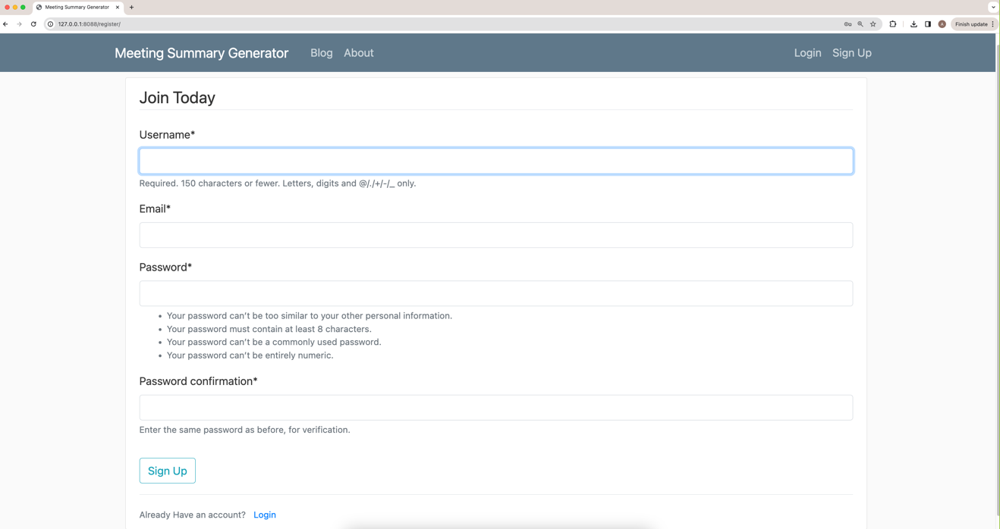 Meeting Summary Generator
127.0.0.1:8088/register/
A
Finish update
Meeting Summary Generator Blog About Login Sign Up
Join Today
Username*
Required. 150 characters or fewer. Letters, digits and @/./+/-/_ only.
Email*
Password*
• Your password can’t be too similar to your other personal information.
• Your password must contain at least 8 characters.
• Your password can’t be a commonly used password.
• Your password can’t be entirely numeric.
Password confirmation*
Enter the same password as before, for verification.
Sign Up
Already Have an account? Login